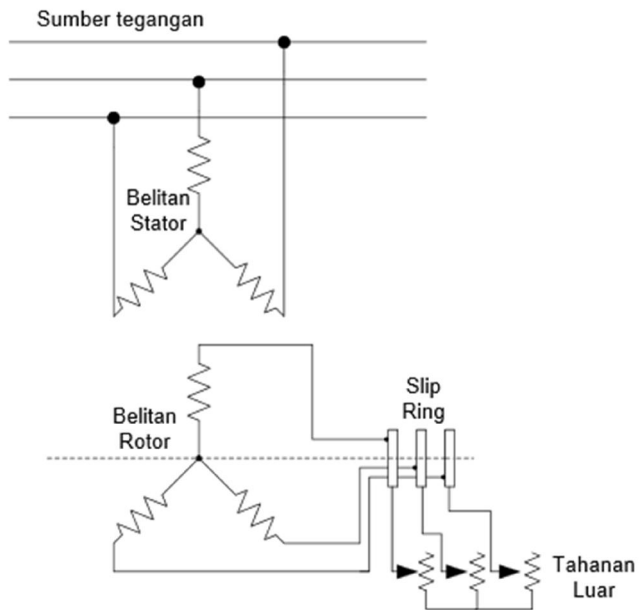 Sumber tegangan
Belitan
Stator
Belitan
Rotor
Slip
Ring
Tahanan
Luar